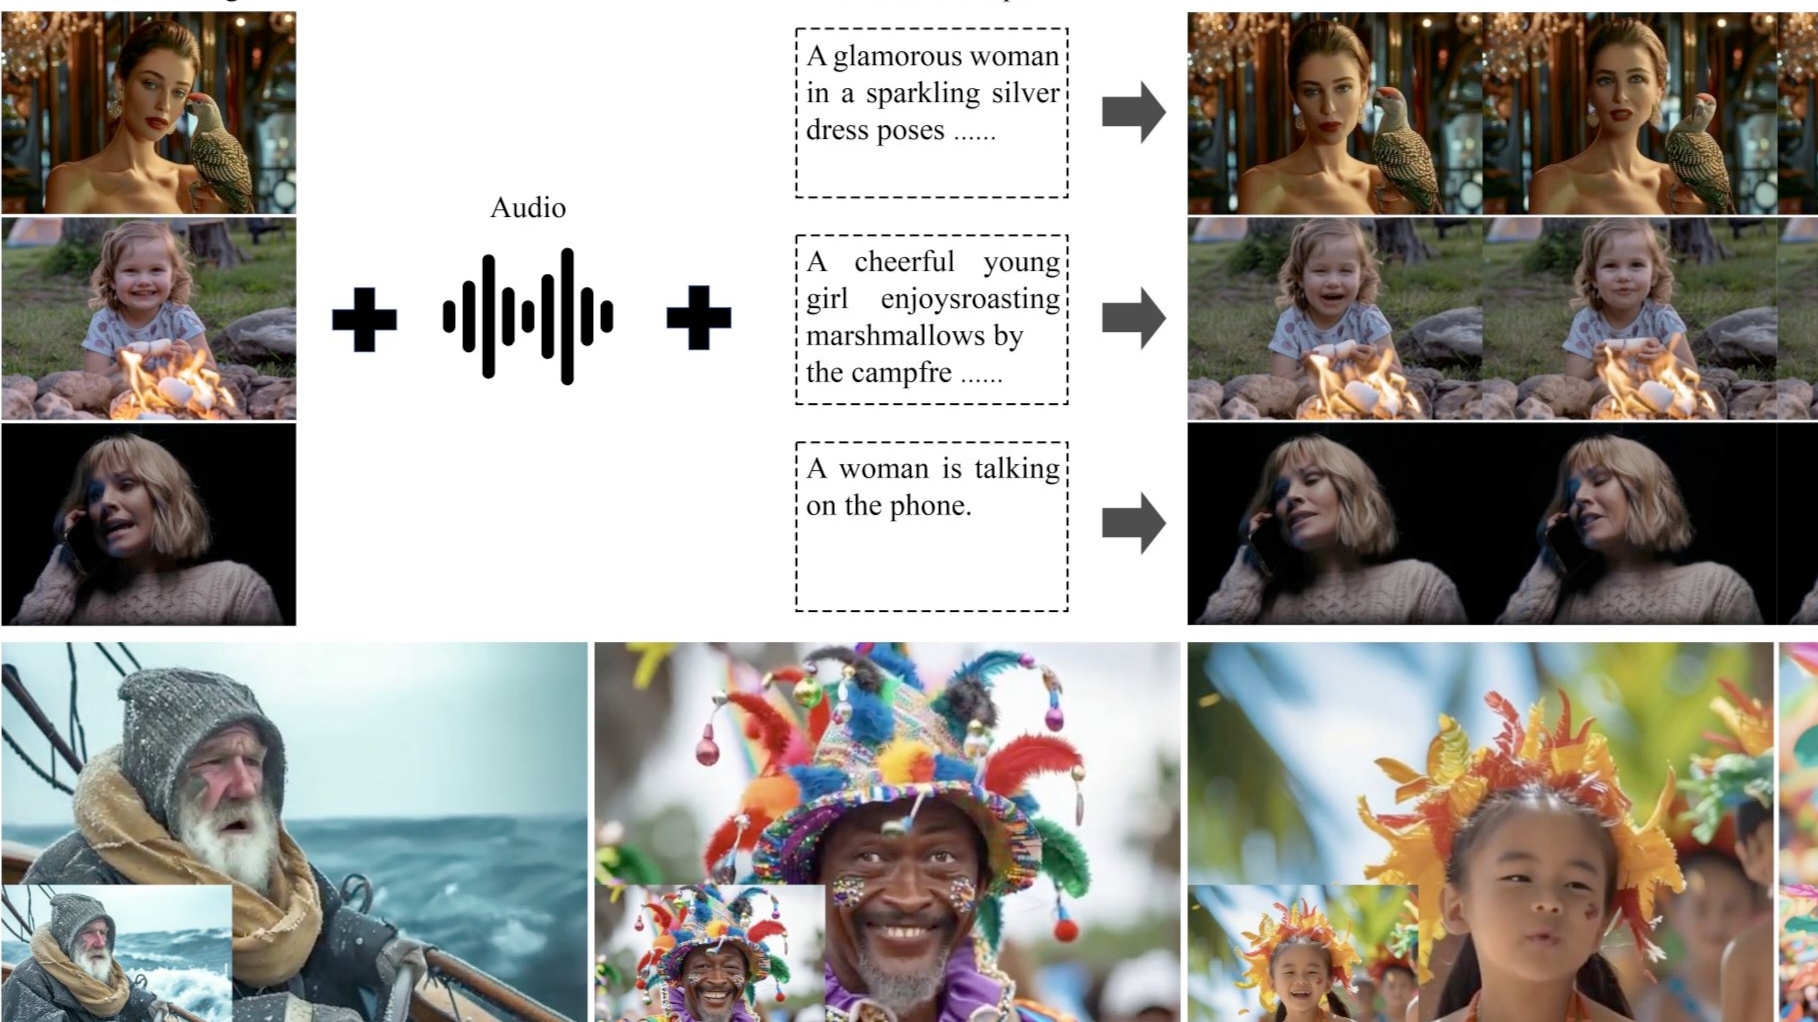 Audio
A glamorous woman
in a sparkling silver
dress poses ......
A cheerful young
girl enjoysroasting
marshmallows by
the campfre ......
A woman is talking
on the phone.